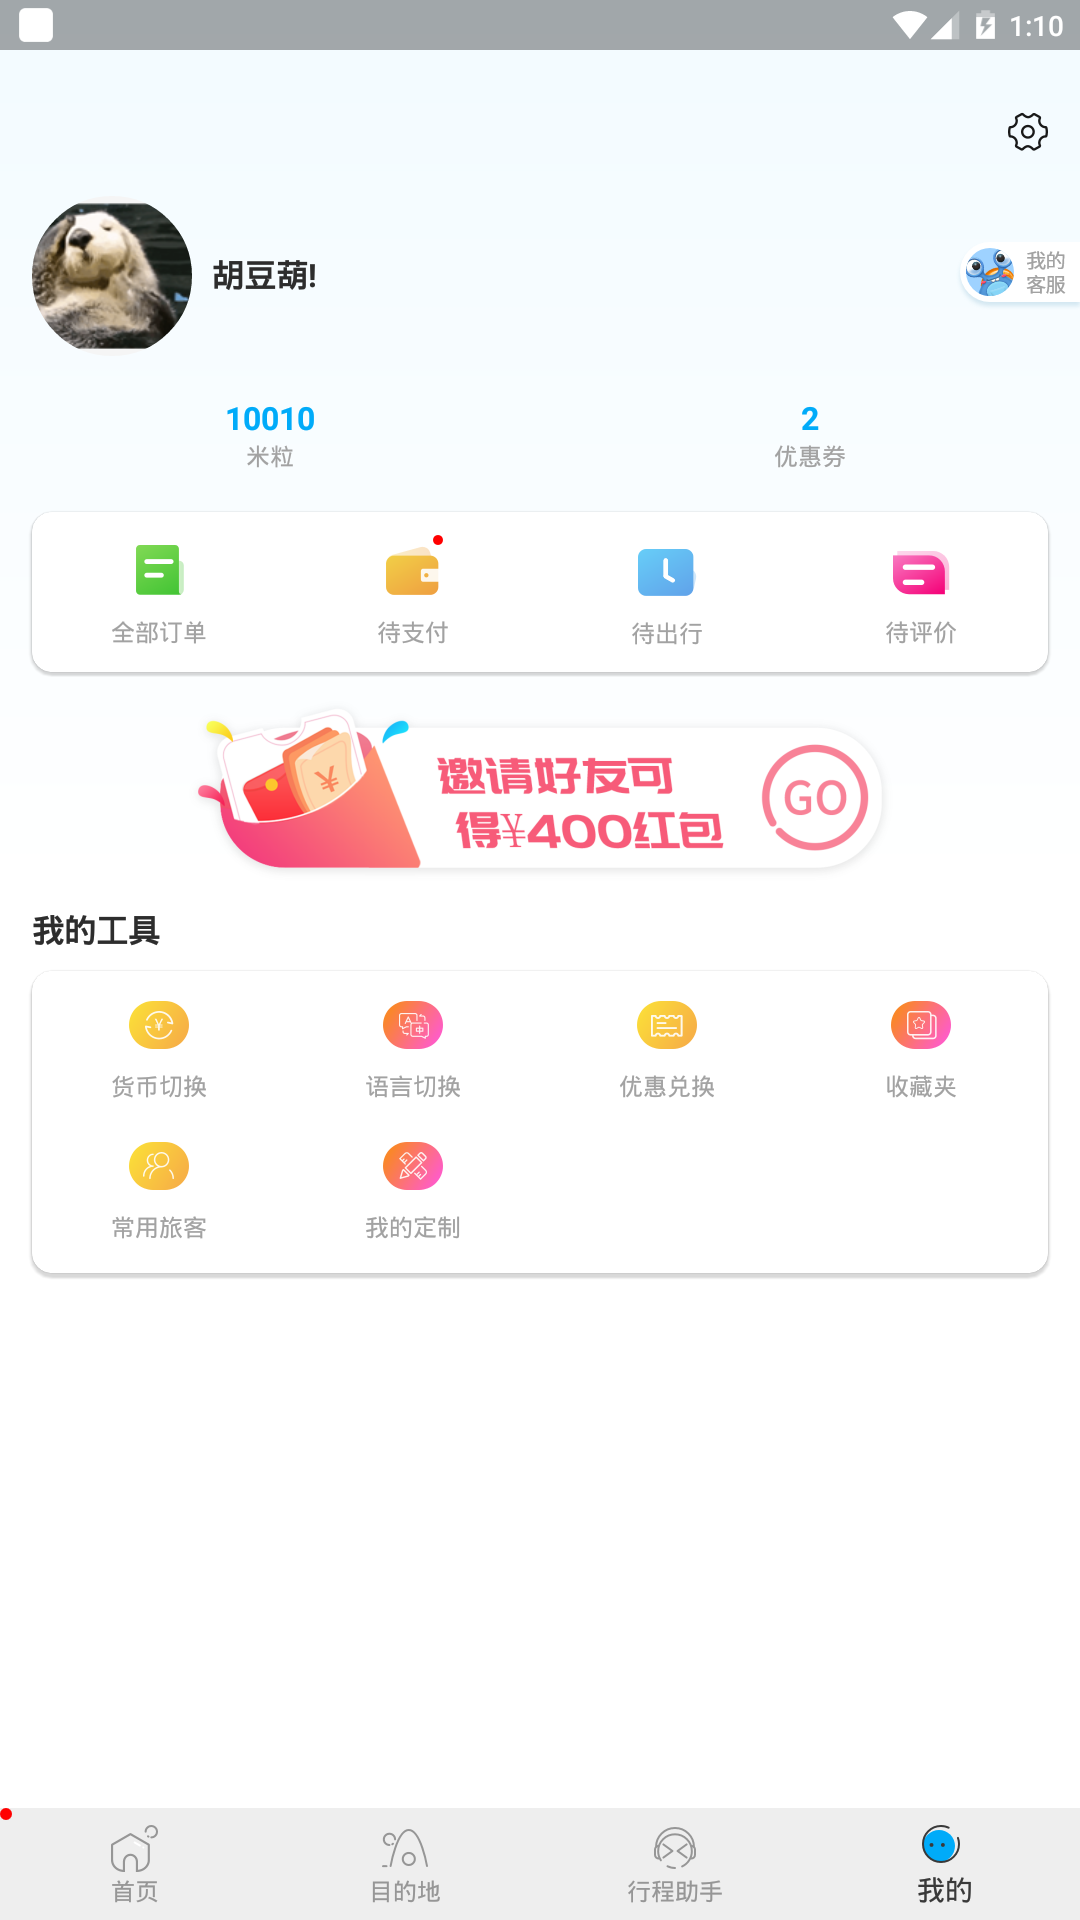 1:10
胡豆葫!
我的
客服
10010
2
米粒
优惠券
全部订单
待支付
待出行
待评价
邀请好友可
得¥400红包
GO
我的工具
货币切换
语言切换
优惠兑换
收藏夹
常用旅客
我的定制
首页
目的地
行程助手
我的